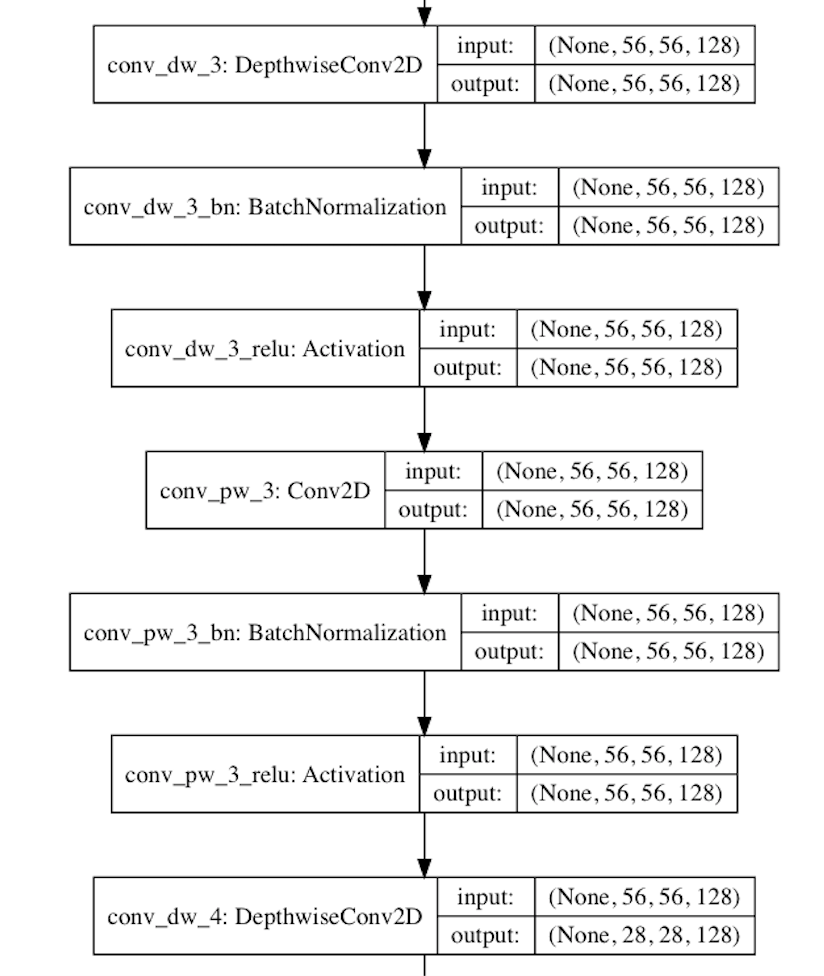 conv_dw_3: DepthwiseConv2D
input: (None, 56, 56, 128)
output: (None, 56, 56, 128)
conv_dw_3_bn: BatchNormalization
input: (None, 56, 56, 128)
output: (None, 56, 56, 128)
conv_dw_3_relu: Activation
input: (None, 56, 56, 128)
output: (None, 56, 56, 128)
conv_pw_3: Conv2D
input: (None, 56, 56, 128)
output: (None, 56, 56, 128)
conv_pw_3_bn: BatchNormalization
input: (None, 56, 56, 128)
output: (None, 56, 56, 128)
conv_pw_3_relu: Activation
input: (None, 56, 56, 128)
output: (None, 56, 56, 128)
conv_dw_4: DepthwiseConv2D
input: (None, 56, 56, 128)
output: (None, 28, 28, 128)